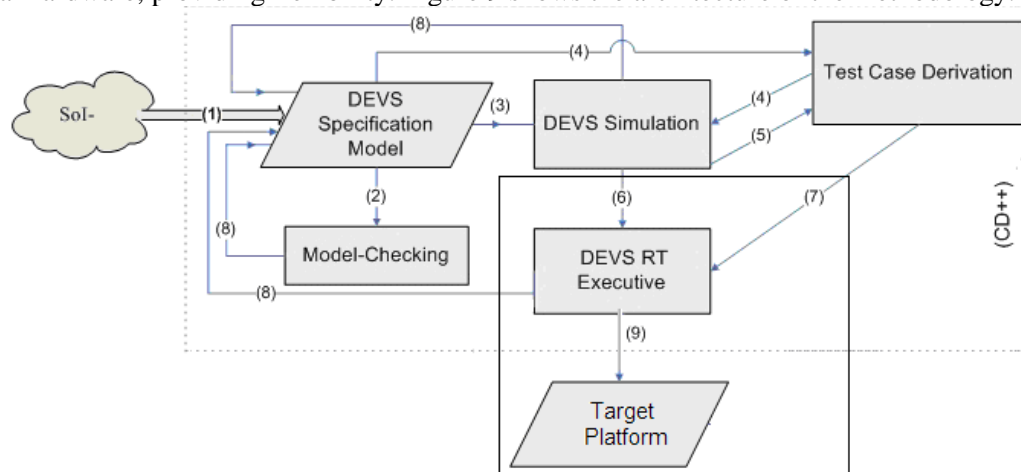 (8)
(4)
Test Case Derivation
SoI-
(1)
DEVS
Specification
Model
(3)
DEVS Simulation
(4)
(5)
(2)
(6)
(7)
(CD++)
(8)
Model-Checking
DEVS RT
Executive
(8)
(9)
Target
Platform